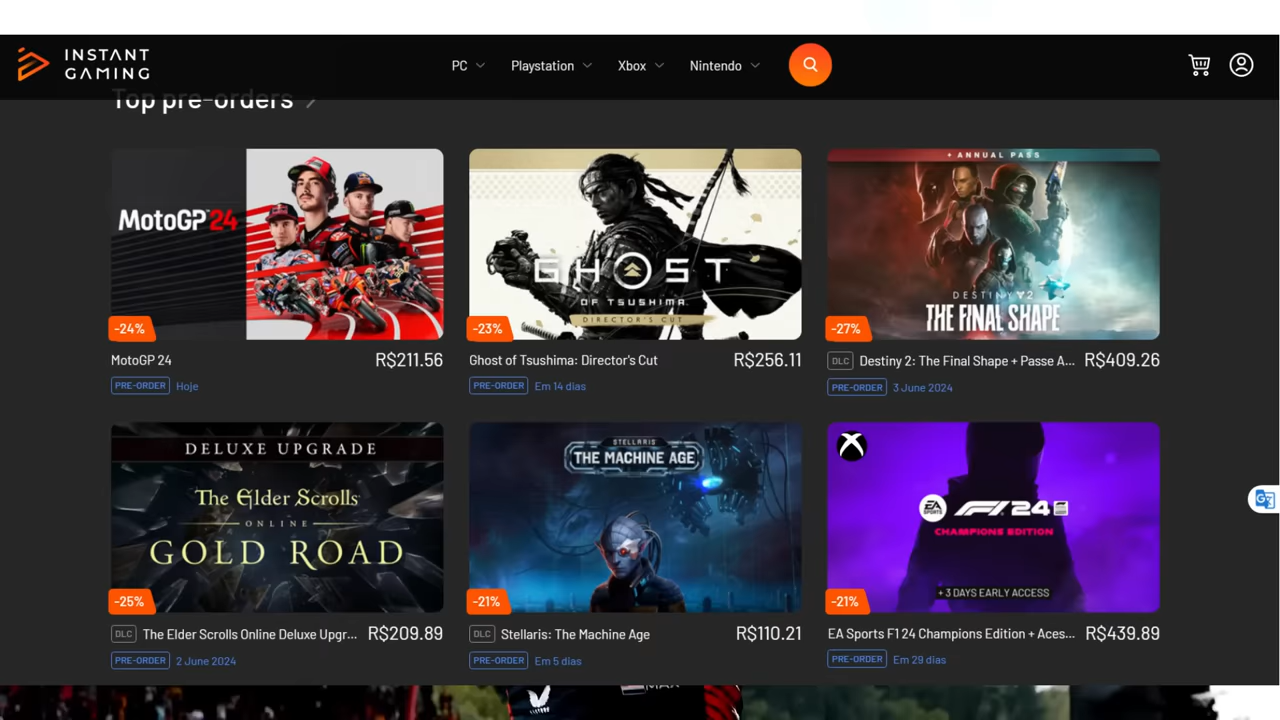 INSTANT
GAMING
PC
Playstation
Xbox
Nintendo
Top pre-orders
MotoGP 24
-24%
MotoGP 24
R$211.56
PRE-ORDER
Hoje
GHOST
OF TSUSHIMA
DIRECTOR'S CUT
-23%
Ghost of Tsushima: Director's Cut
R$256.11
PRE-ORDER
Em 14 dias
+ ANNUAL PASS
DESTINY 2
THE FINAL SHAPE
-27%
DLC
Destiny 2: The Final Shape + Passe A...
R$409.26
PRE-ORDER
3 June 2024
DELUXE UPGRADE
The Elder Scrolls
ONLINE
GOLD ROAD
-25%
DLC
The Elder Scrolls Online Deluxe Upgr...
R$209.89
PRE-ORDER
2 June 2024
STELLARIS
THE MACHINE AGE
-21%
DLC
Stellaris: The Machine Age
R$110.21
PRE-ORDER
Em 5 dias
EA
SPORTS
F1 24
CHAMPIONS EDITION
+ 3 DAYS EARLY ACCESS
-21%
EA Sports F1 24 Champions Edition + Aces...
R$439.89
PRE-ORDER
Em 29 dias